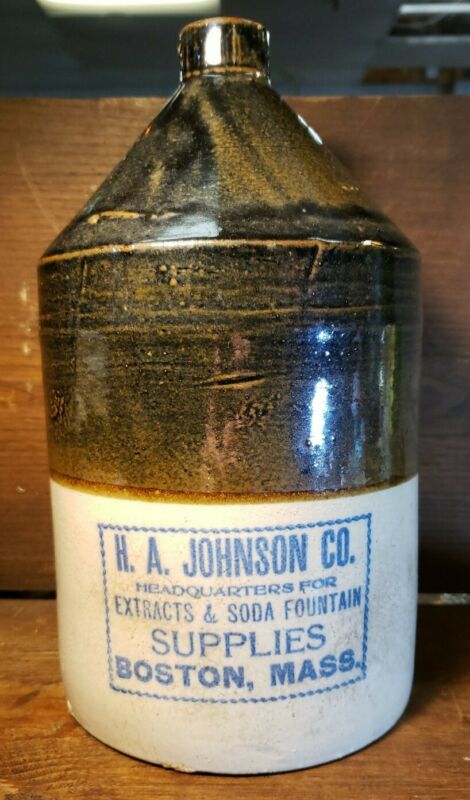 H. A. JOHNSON CO.
HEADQUARTERS FOR
EXTRACTS & SODA FOUNTAIN
SUPPLIES
BOSTON, MASS.